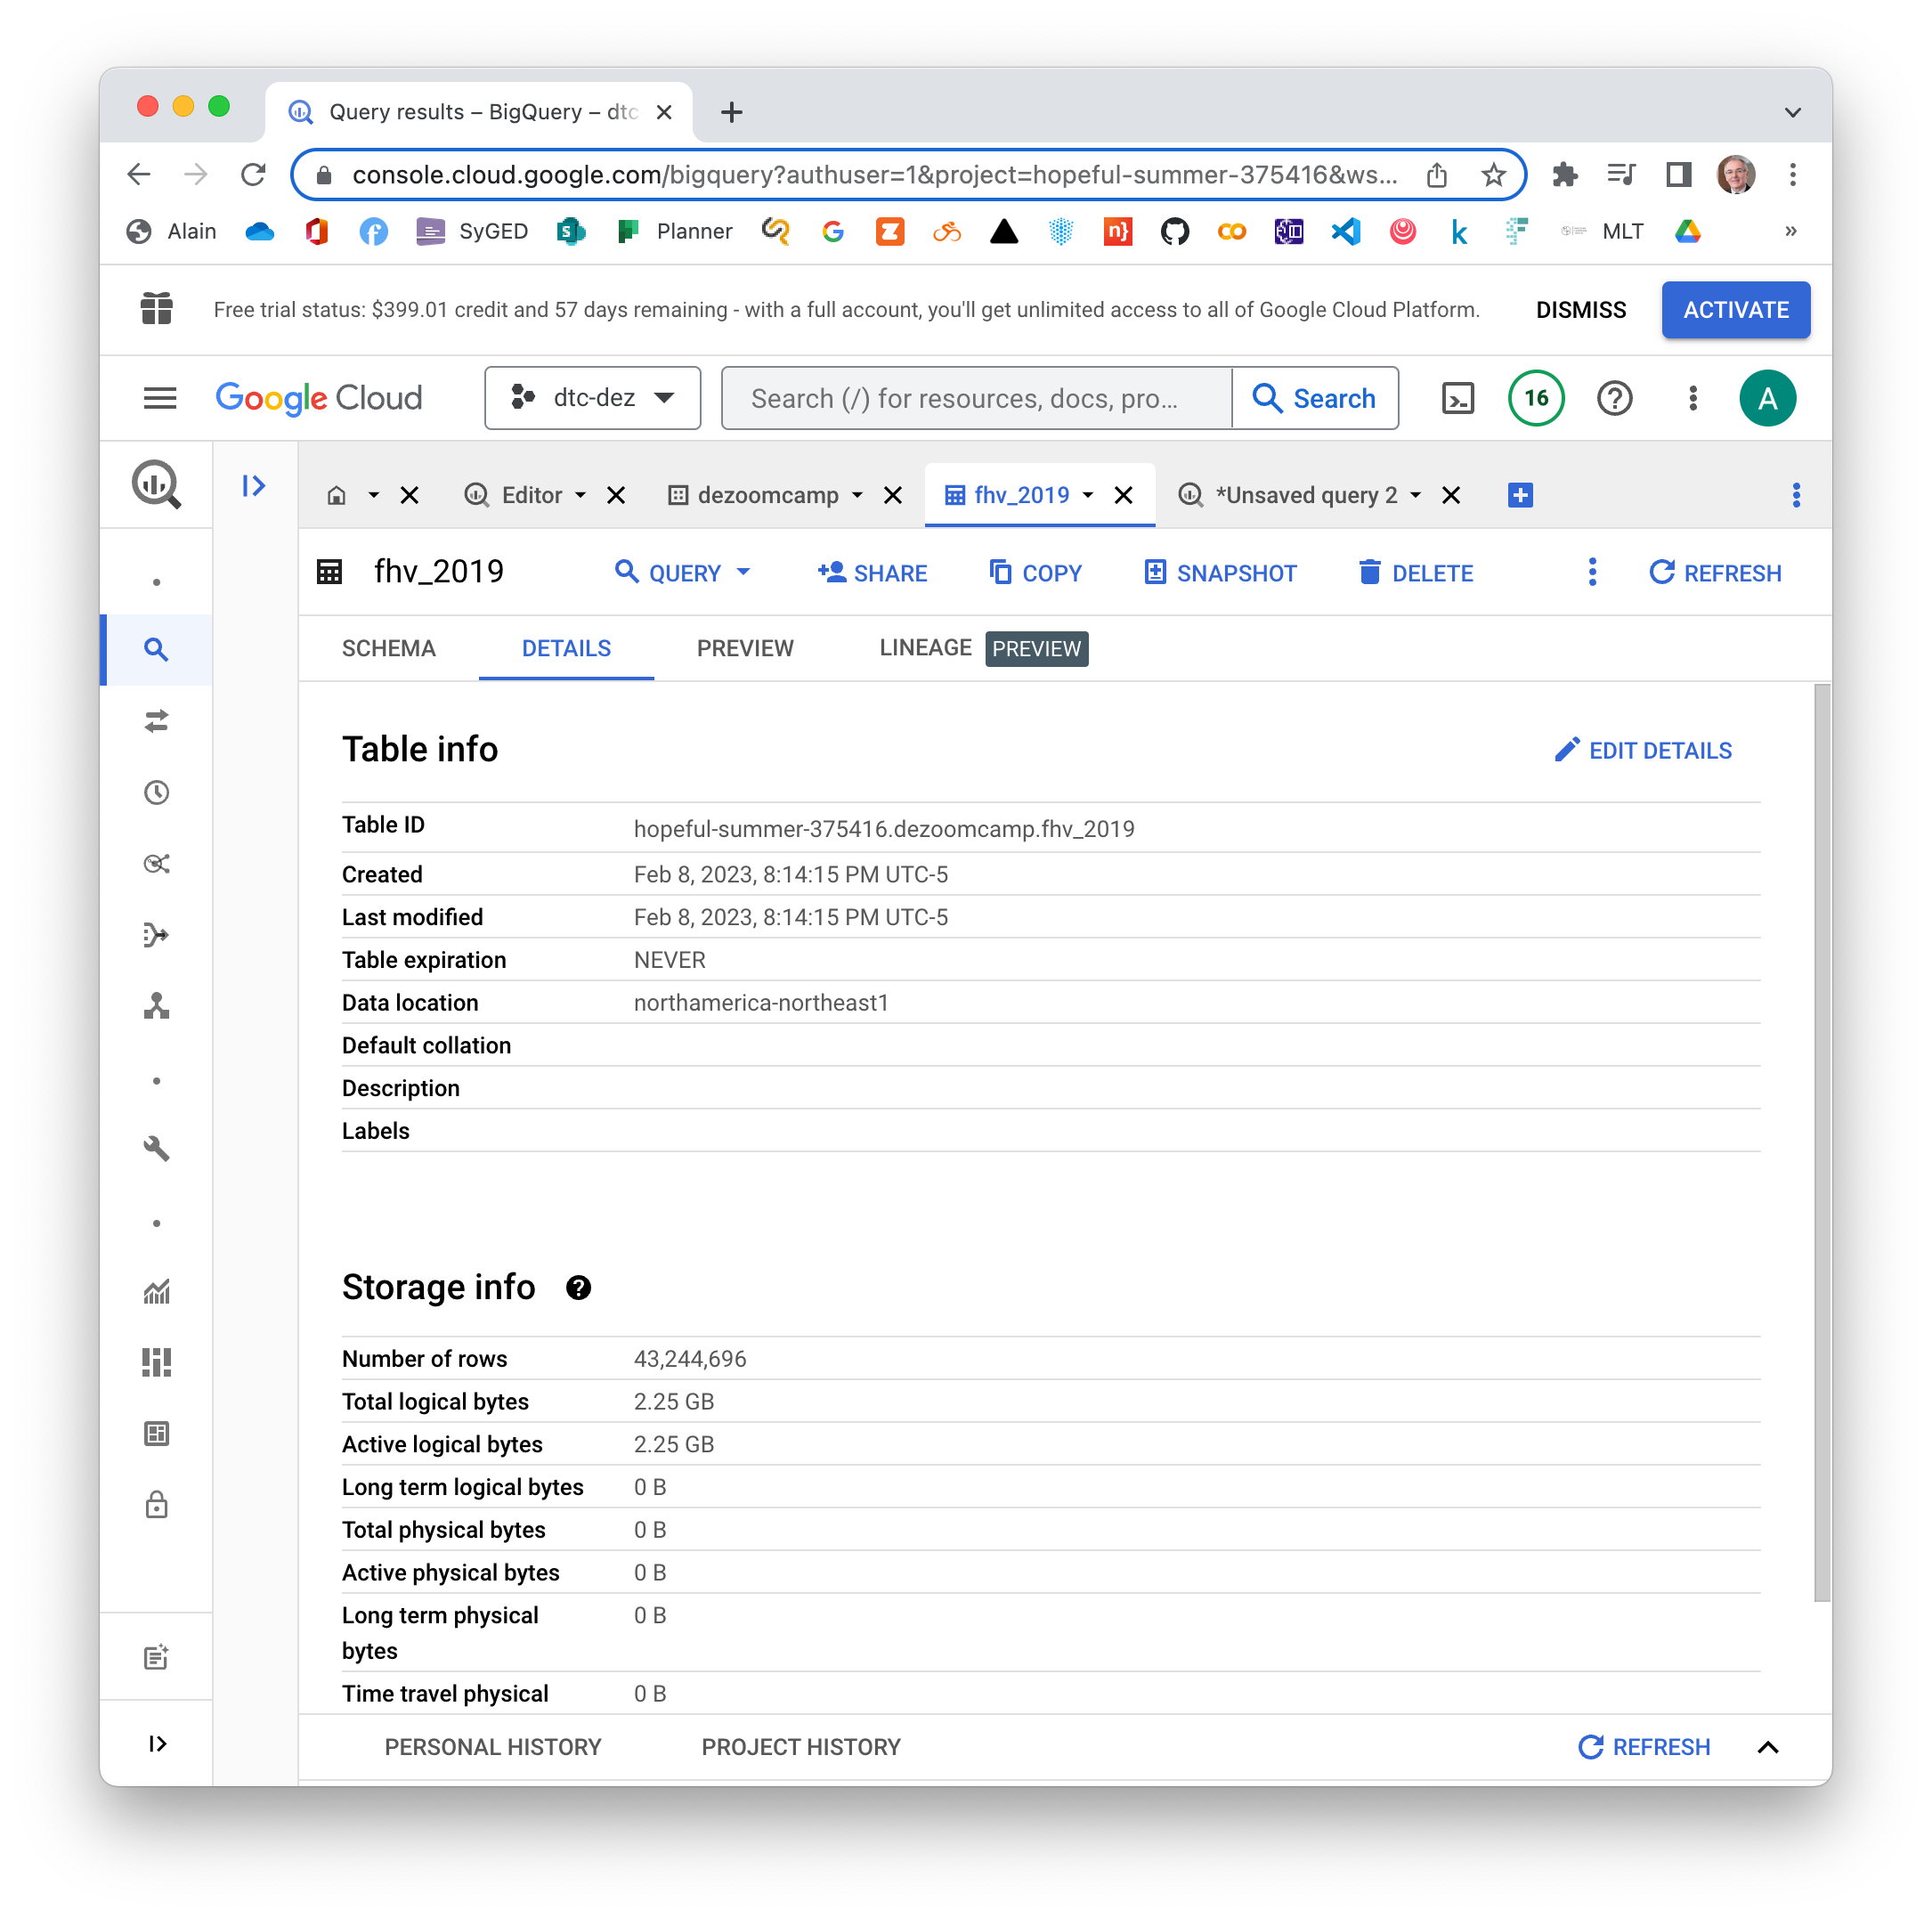 Query results – BigQuery – dtc
console.cloud.google.com/bigquery?authuser=1&project=hopeful-summer-375416&ws...
Alain
SyGED
Planner
MLT
»
Free trial status: $399.01 credit and 57 days remaining - with a full account, you'll get unlimited access to all of Google Cloud Platform.
DISMISS
ACTIVATE
Google Cloud
dtc-dez
Search (/) for resources, docs, pro...
Search
16
A
Editor
dezoomcamp
fhv_2019
*Unsaved query 2
fhv_2019
QUERY
SHARE
COPY
SNAPSHOT
DELETE
REFRESH
SCHEMA
DETAILS
PREVIEW
LINEAGE
PREVIEW
Table info
EDIT DETAILS
Table ID hopeful-summer-375416.dezoomcamp.fhv_2019
Created Feb 8, 2023, 8:14:15 PM UTC-5
Last modified Feb 8, 2023, 8:14:15 PM UTC-5
Table expiration NEVER
Data location northamerica-northeast1
Default collation
Description
Labels
Storage info
Number of rows 43,244,696
Total logical bytes 2.25 GB
Active logical bytes 2.25 GB
Long term logical bytes 0 B
Total physical bytes 0 B
Active physical bytes 0 B
Long term physical 0 B
bytes
Time travel physical 0 B
PERSONAL HISTORY
PROJECT HISTORY
REFRESH